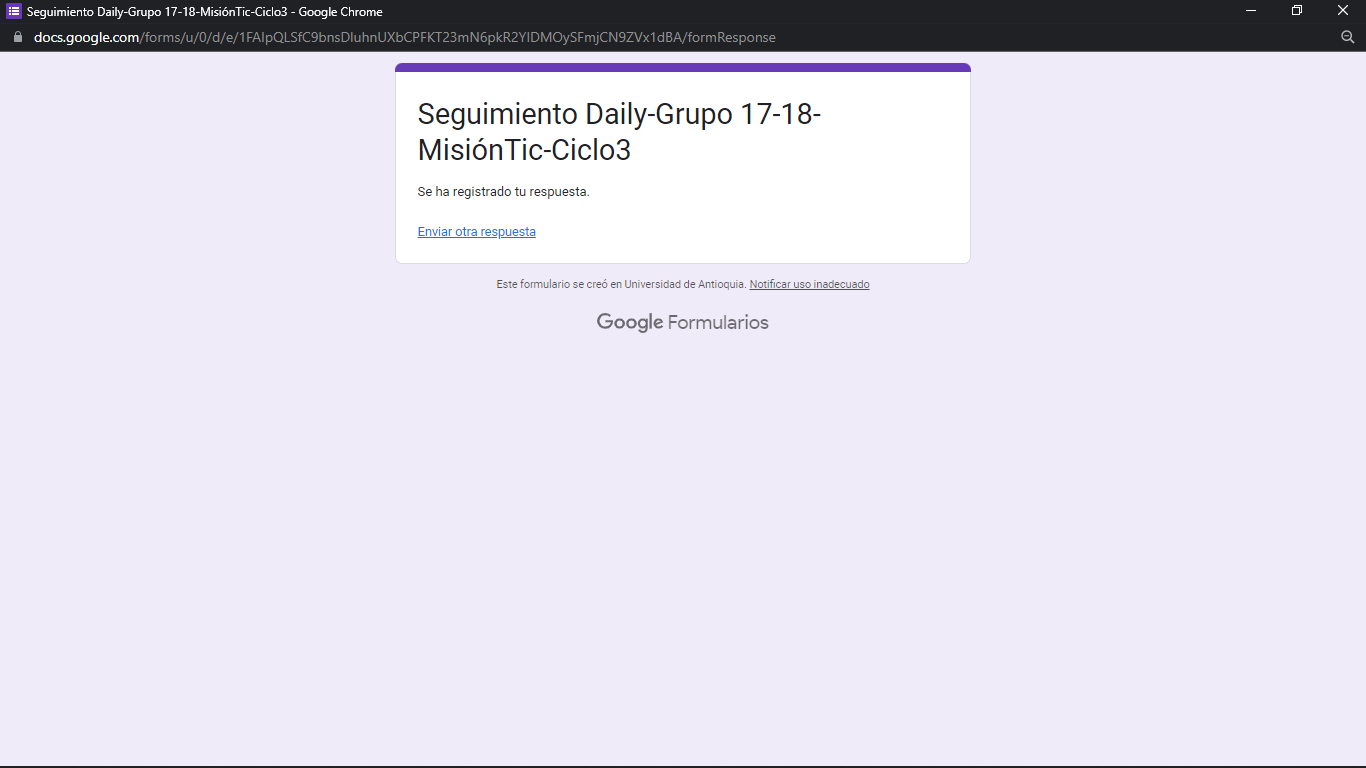 Seguimiento Daily-Grupo 17-18-MisiónTic-Ciclo3 - Google Chrome
docs.google.com/forms/u/0/d/e/1FAIpQLSfC9bnsDluhnUXbCPFKT23mN6pkR2YIDMOySFmjCN9ZVx1dBA/formResponse
Seguimiento Daily-Grupo 17-18-
MisiónTic-Ciclo3
Se ha registrado tu respuesta.
Enviar otra respuesta
Este formulario se creó en Universidad de Antioquia. Notificar uso inadecuado
Google Formularios